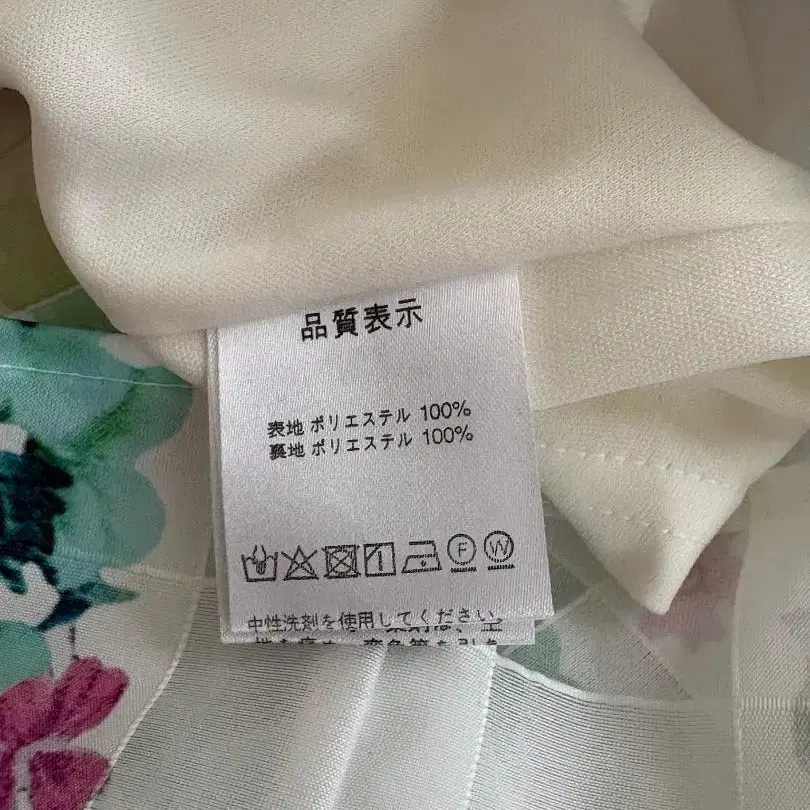 品質表示
表地 ポリエステル 100%
裏地 ポリエステル 100%
F W
中性洗剤を使用してください。